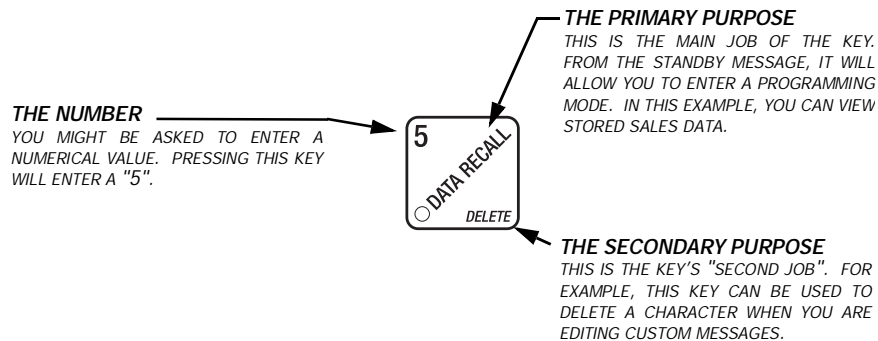 THE PRIMARY PURPOSE
THIS IS THE MAIN JOB OF THE KEY.
FROM THE STANDBY MESSAGE, IT WILL
ALLOW YOU TO ENTER A PROGRAMMING
MODE. IN THIS EXAMPLE, YOU CAN VIEW
STORED SALES DATA.
THE NUMBER
YOU MIGHT BE ASKED TO ENTER A
NUMERICAL VALUE. PRESSING THIS KEY
WILL ENTER A "5".
5
DATA RECALL
DELETE
THE SECONDARY PURPOSE
THIS IS THE KEY'S "SECOND JOB". FOR
EXAMPLE, THIS KEY CAN BE USED TO
DELETE A CHARACTER WHEN YOU ARE
EDITING CUSTOM MESSAGES.